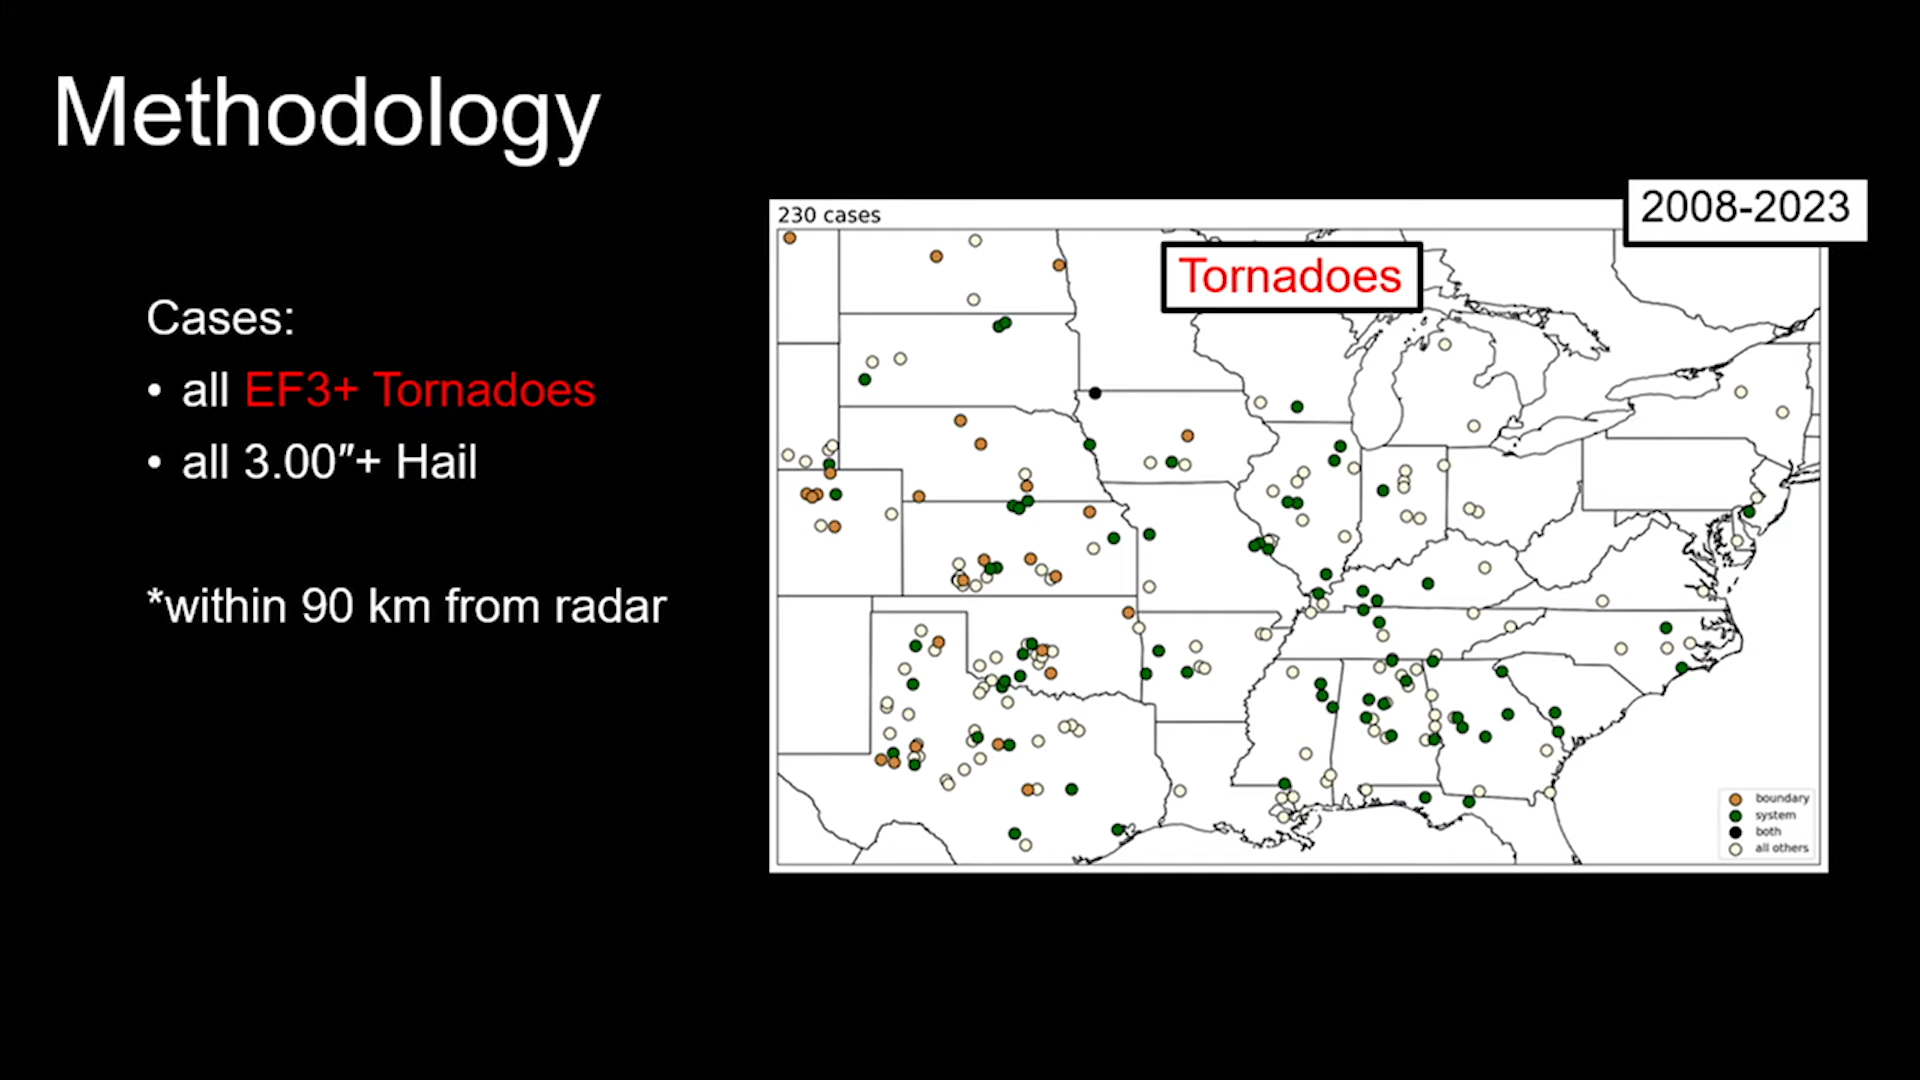 Methodology
2008-2023
230 cases
Tornadoes
Cases:
• all EF3+ Tornadoes
• all 3.00″+ Hail
*within 90 km from radar
boundary
system
both
all others